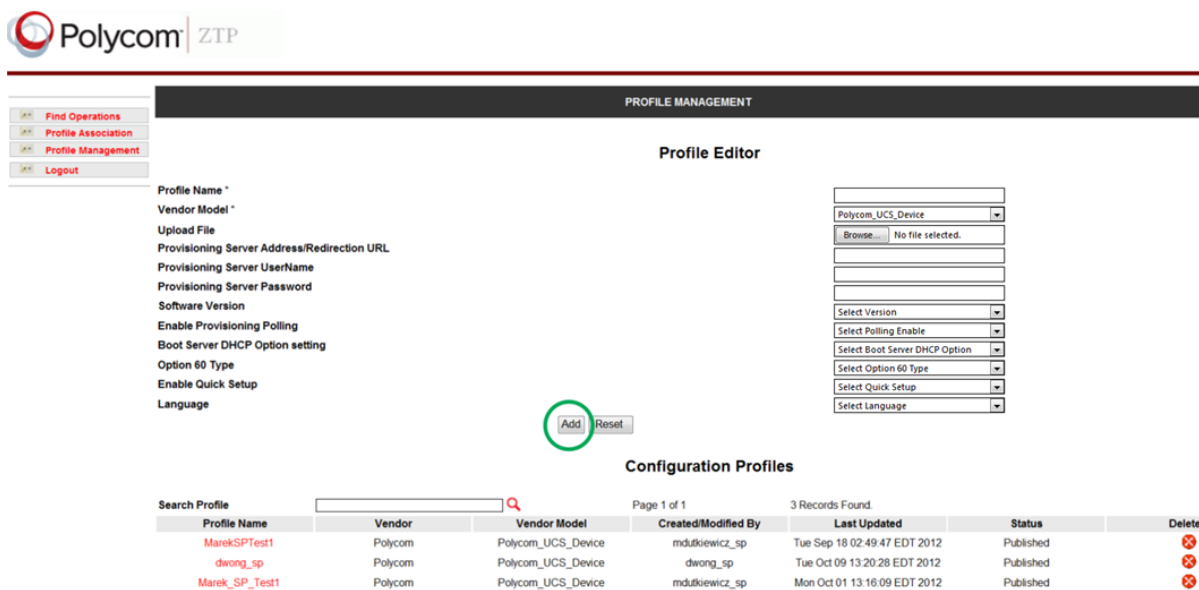 Polycom ZTP
PROFILE MANAGEMENT
Find Operations
Profile Association
Profile Management
Logout
Profile Editor
Profile Name *
Vendor Model * Polycom_UCS_Device
Upload File Browse... No file selected.
Provisioning Server Address/Redirection URL
Provisioning Server UserName
Provisioning Server Password
Software Version Select Version
Enable Provisioning Polling Select Polling Enable
Boot Server DHCP Option setting Select Boot Server DHCP Option
Option 60 Type Select Option 60 Type
Enable Quick Setup Select Quick Setup
Language Select Language
Add Reset
Configuration Profiles
Search Profile Page 1 of 1 3 Records Found.
Profile Name Vendor Vendor Model Created/Modified By Last Updated Status Delete
MarekSPTest1 Polycom Polycom_UCS_Device mdutkiewicz_sp Tue Sep 18 02:49:47 EDT 2012 Published
dwong_sp Polycom Polycom_UCS_Device dwong_sp Tue Oct 09 13:20:28 EDT 2012 Published
Marek_SP_Test1 Polycom Polycom_UCS_Device mdutkiewicz_sp Mon Oct 01 13:16:09 EDT 2012 Published